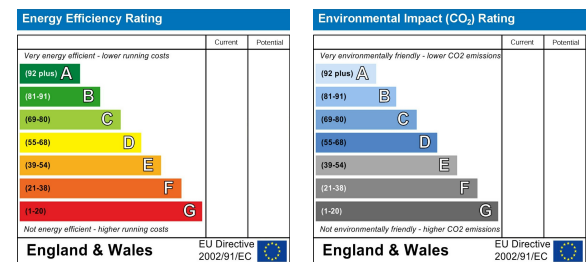 Energy Efficiency Rating
Current Potential
Very energy efficient - lower running costs
(92 plus) A
(81-91) B
(69-80) C
(55-68) D
(39-54) E
(21-38) F
(1-20) G
Not energy efficient - higher running costs
England & Wales
EU Directive
2002/91/EC
Environmental Impact (CO₂) Rating
Current Potential
Very environmentally friendly - lower CO2 emissions
(92 plus) A
(81-91) B
(69-80) C
(55-68) D
(39-54) E
(21-38) F
(1-20) G
Not environmentally friendly - higher CO2 emissions
England & Wales
EU Directive
2002/91/EC